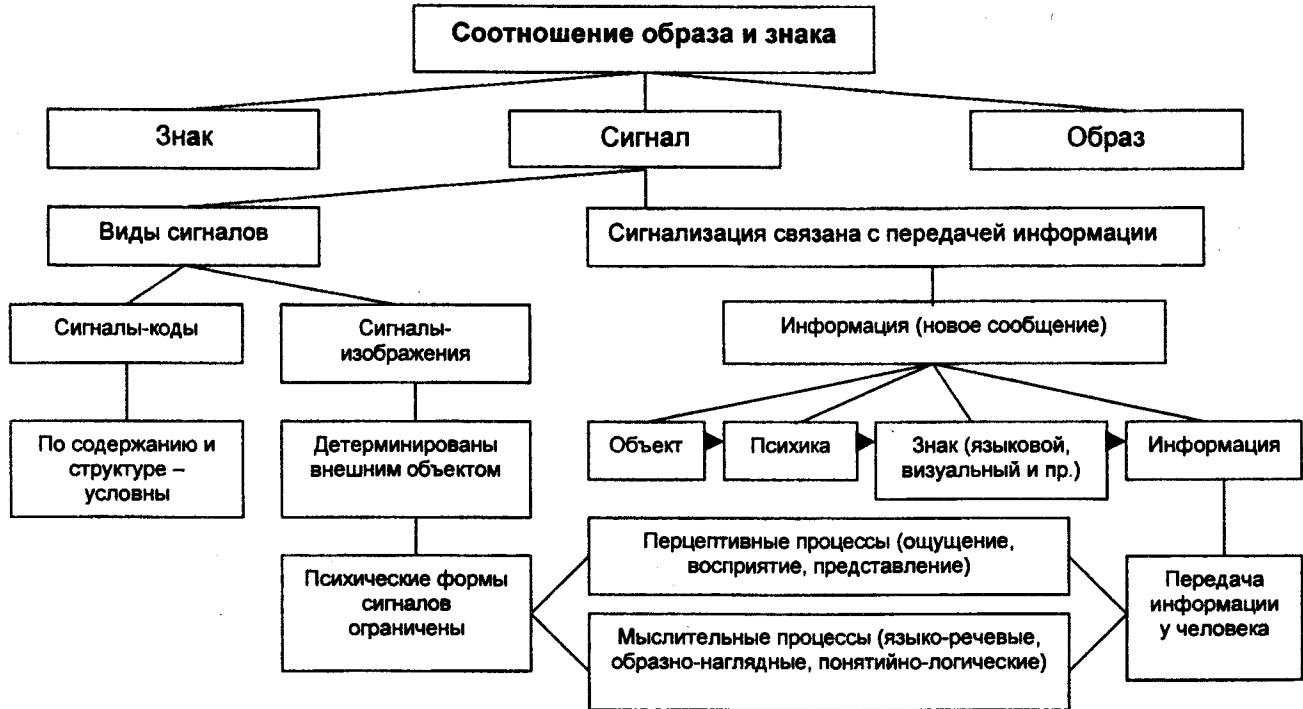 Соотношение образа и знака
Знак
Сигнал
Образ
Виды сигналов
Сигнализация связана с передачей информации
Сигналы-коды
Сигналы-
изображения
Информация (новое сообщение)
По содержанию и
структуре –
условны
Детерминированы
внешним объектом
Объект
Психика
Знак (языковой,
визуальный и пр.)
Информация
Психические формы
сигналов
ограничены
Перцептивные процессы (ощущение,
восприятие, представление)
Мыслительные процессы (языко-речевые,
образно-наглядные, понятийно-логические)
Передача
информации
у человека